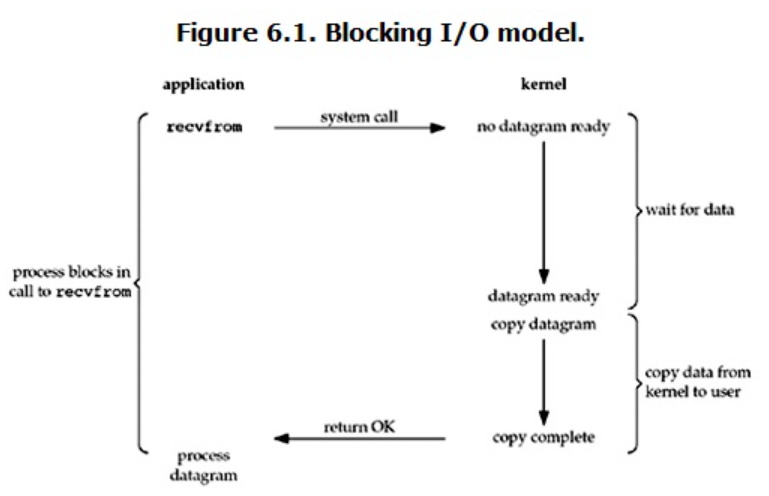 Figure 6.1. Blocking I/O model.
application
kernel
recvfrom
system call
no datagram ready
wait for data
process blocks in
call to recvfrom
datagram ready
copy datagram
copy data from
kernel to user
return OK
copy complete
process
datagram